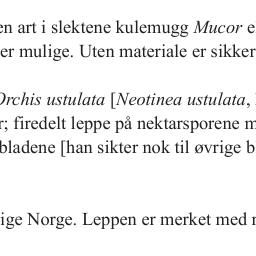 en art i slektene kulemugg Mucor e
er mulige. Uten materiale er sikker
Orchis ustulata [Neotinea ustulata,
r; firedelt leppe på nektarsporene m
bladene [han sikter nok til øvrige b
ige Norge. Leppen er merket med r